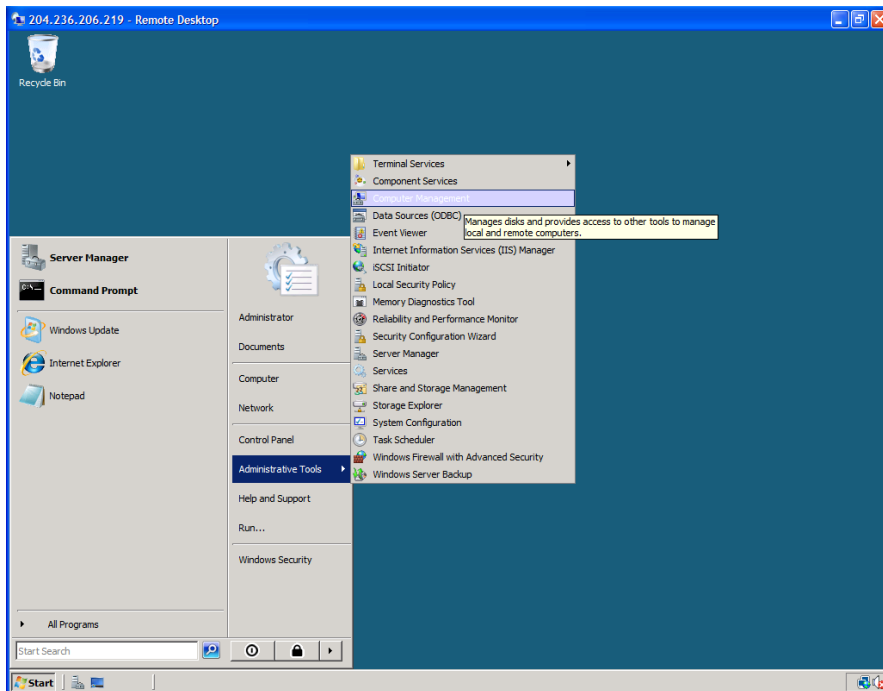 204.236.206.219 - Remote Desktop
Recycle Bin
Terminal Services
Component Services
Computer Management
Data Sources (ODBC)
Manages disks and provides access to other tools to manage
local and remote computers.
Event Viewer
Internet Information Services (IIS) Manager
iSCSI Initiator
Local Security Policy
Memory Diagnostics Tool
Reliability and Performance Monitor
Security Configuration Wizard
Server Manager
Services
Share and Storage Management
Storage Explorer
System Configuration
Task Scheduler
Windows Firewall with Advanced Security
Windows Server Backup
Server Manager
Command Prompt
Windows Update
Internet Explorer
Notepad
Administrator
Documents
Computer
Network
Control Panel
Administrative Tools
Help and Support
Run...
Windows Security
All Programs
Start Search
Start